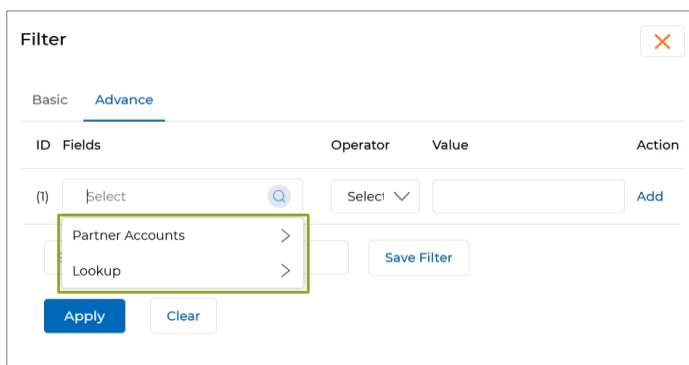 Filter
Basic Advance
ID Fields Operator Value Action
(1) Select Select Add
Partner Accounts
Save Filter
Lookup
Apply Clear